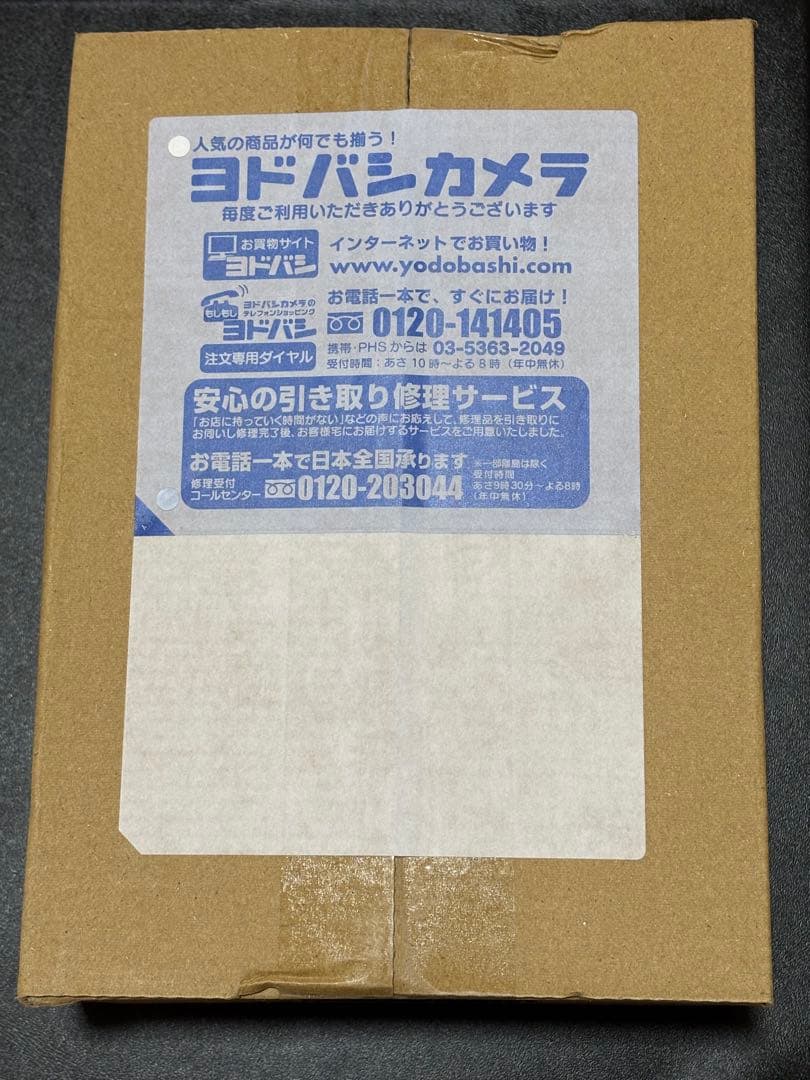 人気の商品が何でも揃う!
ヨドバシカメラ
毎度ご利用いただきありがとうございます
お買物サイト
ヨドバシ
インターネットでお買い物!
www.yodobashi.com
もしもし
ヨドバシカメラの
テレフォンショッピング
ヨドバシ
注文専用ダイヤル
お電話一本で、すぐにお届け!
0120-141405
携帯・PHSからは 03-5363-2049
受付時間:あさ10時~よる8時(年中無休)
安心の引き取り修理サービス
「お店に持っていく時間がない」などの声にお応えして、修理品を引き取りに
お伺いし修理完了後、お客様宅にお届けするサービスをご用意いたしました。
お電話一本で日本全国承ります
修理受付
コールセンター
0120-203044
※一部離島は除く
受付時間
あさ9時30分~よる8時
(年中無休)